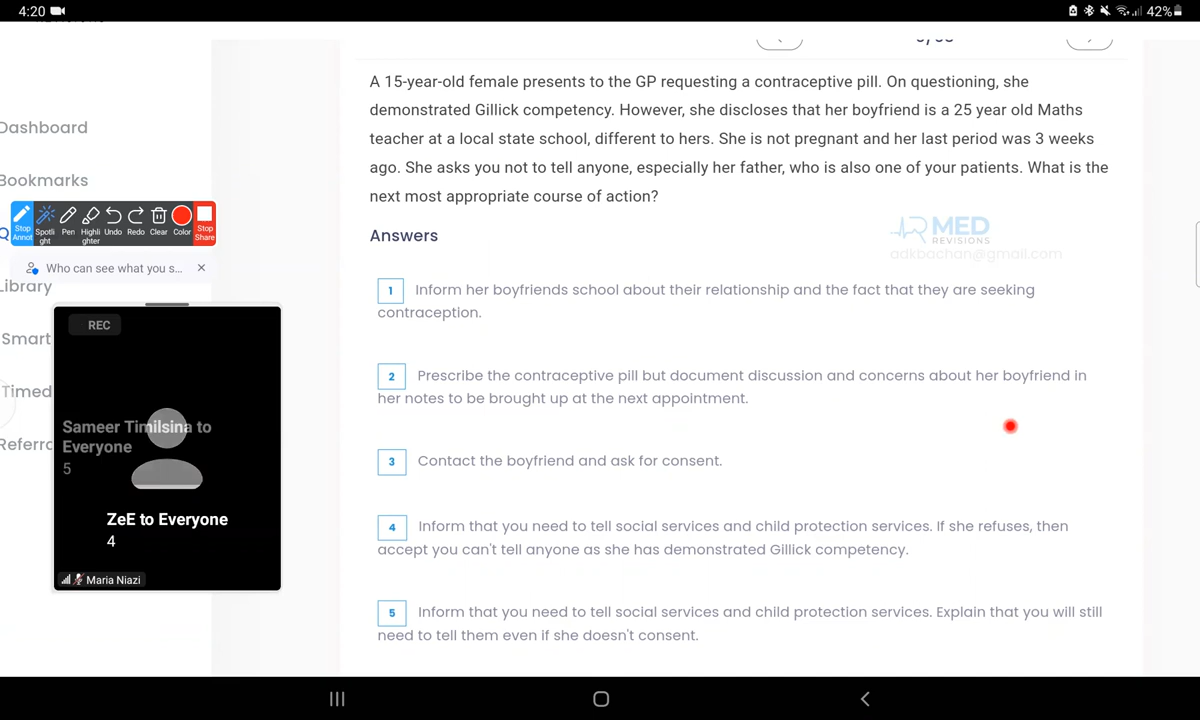 4:20
42%
A 15-year-old female presents to the GP requesting a contraceptive pill. On questioning, she
demonstrated Gillick competency. However, she discloses that her boyfriend is a 25 year old Maths
teacher at a local state school, different to hers. She is not pregnant and her last period was 3 weeks
ago. She asks you not to tell anyone, especially her father, who is also one of your patients. What is the
next most appropriate course of action?
Answers
MED
REVISIONS
adkbachan@gmail.com
1 Inform her boyfriends school about their relationship and the fact that they are seeking
contraception.
2 Prescribe the contraceptive pill but document discussion and concerns about her boyfriend in
her notes to be brought up at the next appointment.
3 Contact the boyfriend and ask for consent.
4 Inform that you need to tell social services and child protection services. If she refuses, then
accept you can't tell anyone as she has demonstrated Gillick competency.
5 Inform that you need to tell social services and child protection services. Explain that you will still
need to tell them even if she doesn't consent.
Dashboard
Bookmarks
Q
Stop Annot
Spotli ght
Pen
Highli ghter
Undo
Redo
Clear
Color
Stop Share
Who can see what you s...
Library
Smart
Timed
Referra
REC
Sameer Timilsina to
Everyone
5
ZeE to Everyone
4
Maria Niazi